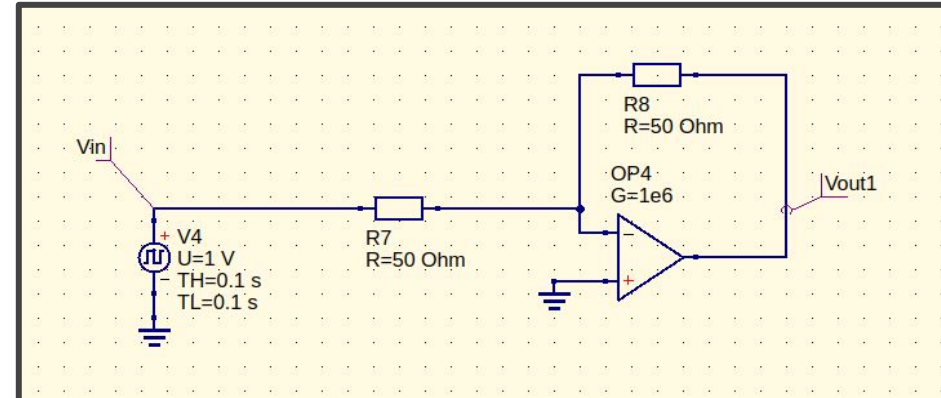 Vin
V4
U=1 V
TH=0.1 s
TL=0.1 s
R7
R=50 Ohm
R8
R=50 Ohm
OP4
G=1e6
Vout1